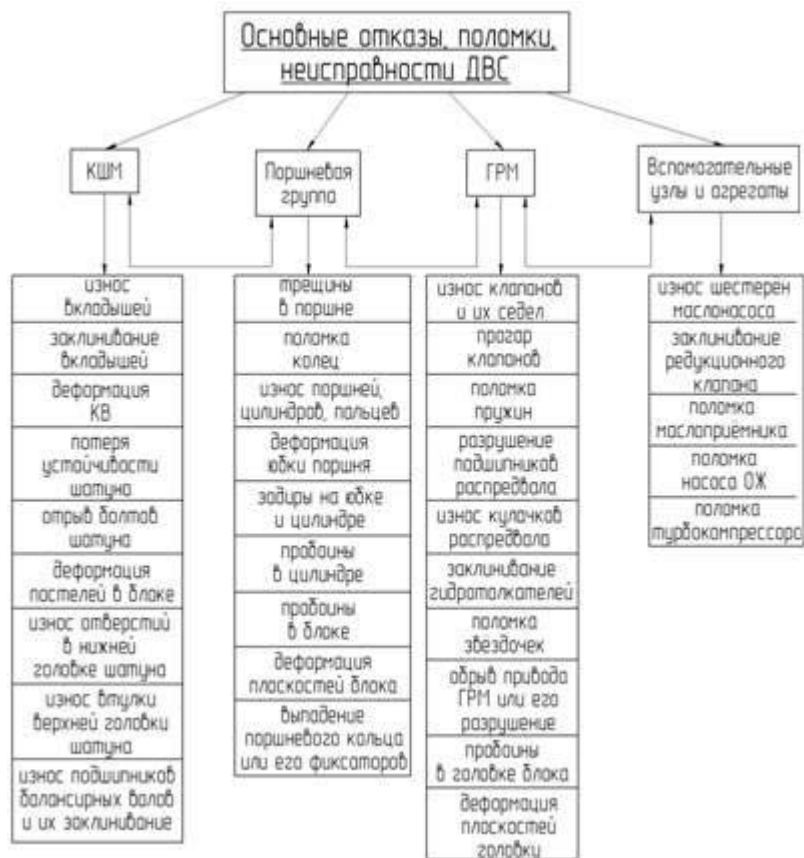 Основные отказы, поломки,
неисправности ДВС
КШМ
Поршневая
группа
ГРМ
Вспомогательные
узлы и агрегаты
износ
вкладышей
заклинивание
вкладышей
деформация
КВ
потеря
устойчивости
шатуна
отрыв болтов
шатуна
деформация
постелей в блоке
износ отверстий
в нижней
головке шатуна
износ втулки
верхней головки
шатуна
износ подшипников
балансирных валов
и их заклинивание
трещины
в поршне
поломка
колец
износ поршней,
цилиндров, пальцев
деформация
юбки поршня
задиры на юбке
и цилиндре
пробоины
в цилиндре
пробоины
в блоке
деформация
плоскостей блока
выпадение
поршневого кольца
или его фиксаторов
износ клапанов
и их седел
прогар
клапанов
поломка
пружин
разрушение
подшипников
распредвала
износ кулачков
распредвала
заклинивание
гидротолкателей
поломка
звездочек
обрыв привода
ГРМ или его
разрушение
пробоины
в головке блока
деформация
плоскостей
головки
износ шестерен
маслонасоса
заклинивание
редукционного
клапана
поломка
маслоприёмника
поломка
насоса ОЖ
поломка
турбокомпрессора